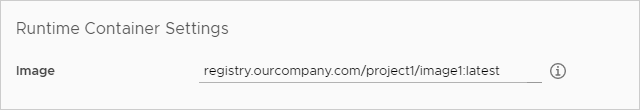 Runtime Container Settings
Image registry.ourcompany.com/project1/image1:latest